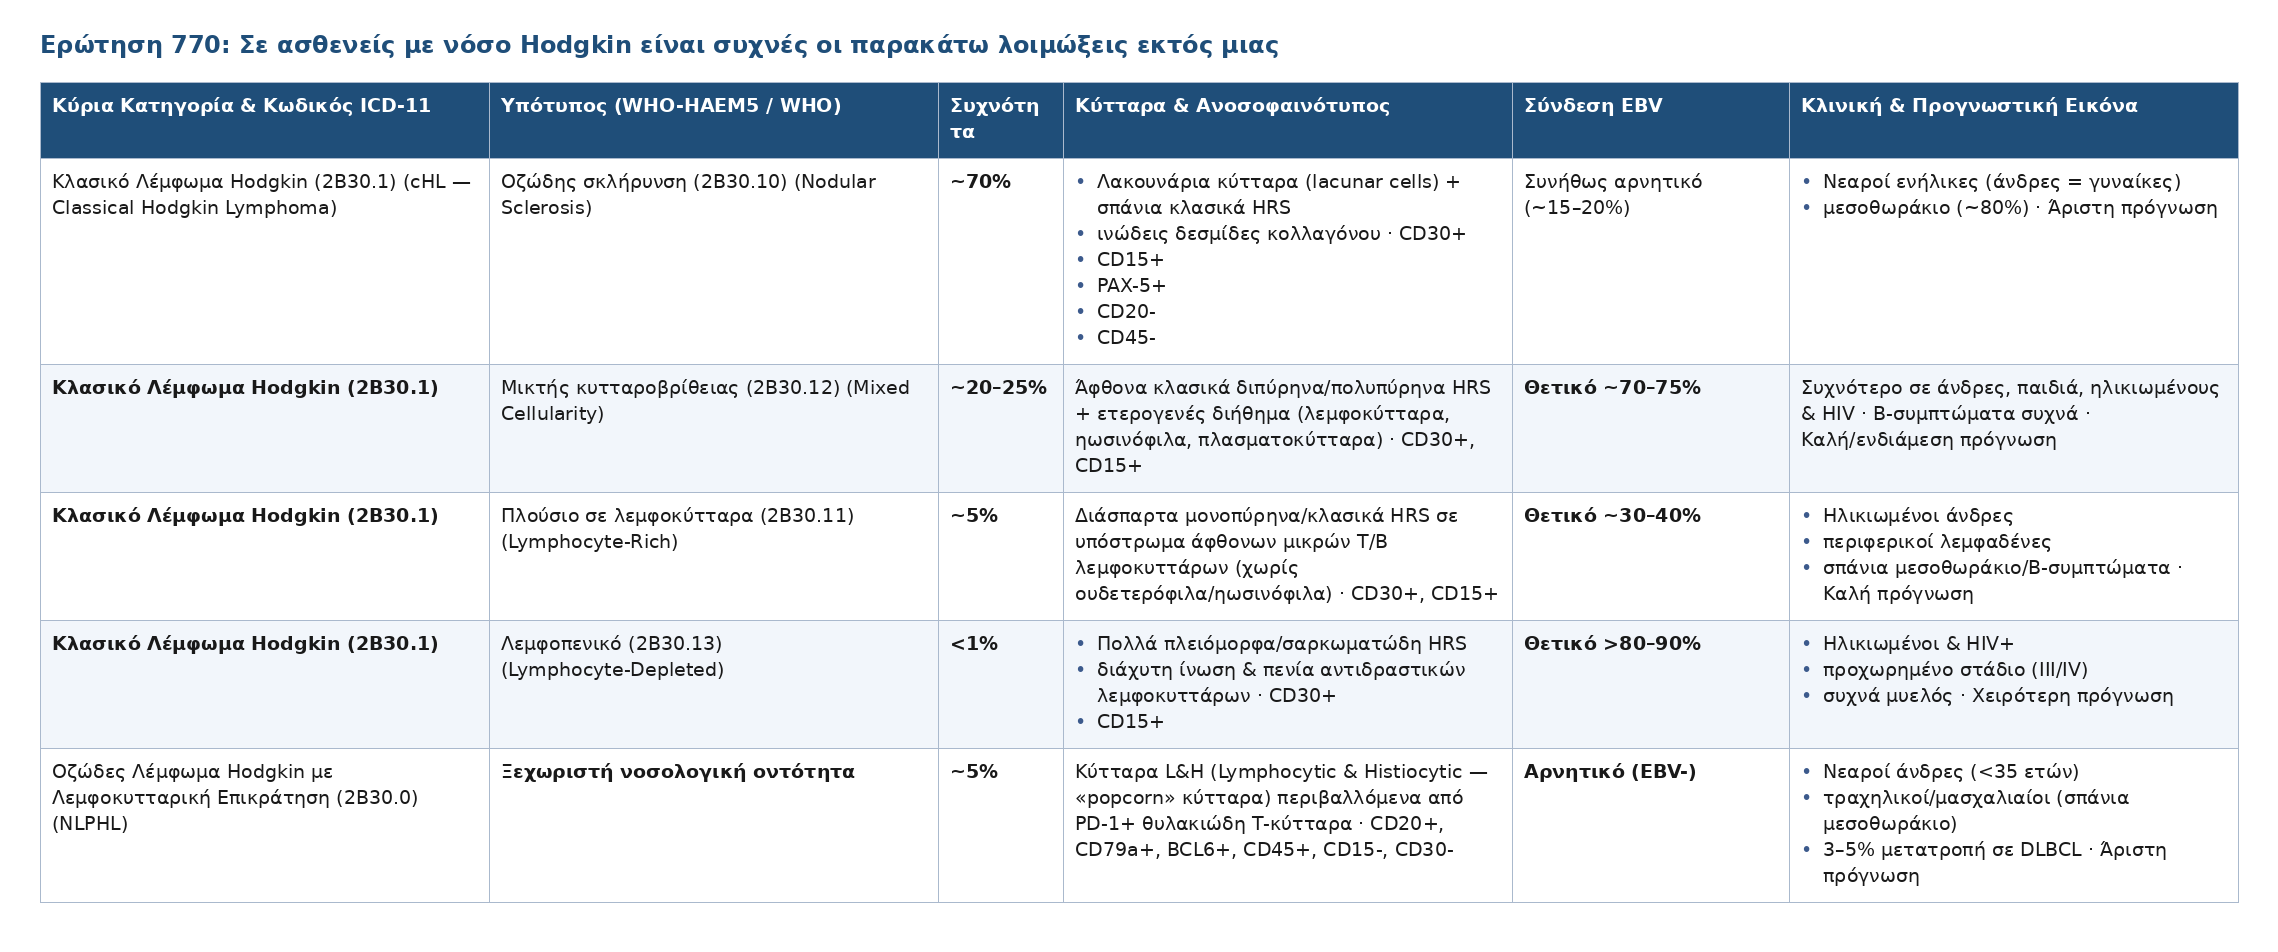 Ερώτηση 770: Σε ασθενείς με νόσο Hodgkin είναι συχνές οι παρακάτω λοιμώξεις εκτός μιας
Κύρια Κατηγορία & Κωδικός ICD-11
Υπότυπος (WHO-HAEM5 / WHO)
Συχνότη
τα
Κύτταρα & Ανοσοφαινότυπος
Σύνδεση EBV
Κλινική & Προγνωστική Εικόνα
Κλασικό Λέμφωμα Hodgkin (2B30.1) (cHL —
Classical Hodgkin Lymphoma)
Οζώδης σκλήρυνση (2B30.10) (Nodular
Sclerosis)
~70%
• Λακουνάρια κύτταρα (lacunar cells) +
σπάνια κλασικά HRS
• ινώδεις δεσμίδες κολλαγόνου · CD30+
• CD15+
• PAX-5+
• CD20-
• CD45-
Συνήθως αρνητικό
(~15–20%)
• Νεαροί ενήλικες (άνδρες = γυναίκες)
• μεσοθωράκιο (~80%) · Άριστη πρόγνωση
Κλασικό Λέμφωμα Hodgkin (2B30.1)
Μικτής κυτταροβρίθειας (2B30.12) (Mixed
Cellularity)
~20–25%
Άφθονα κλασικά διπύρηνα/πολυπύρηνα HRS
+ ετερογενές διήθημα (λεμφοκύτταρα,
ηωσινόφιλα, πλασματοκύτταρα) · CD30+,
CD15+
Θετικό ~70–75%
Συχνότερο σε άνδρες, παιδιά, ηλικιωμένους
& HIV · Β-συμπτώματα συχνά ·
Καλή/ενδιάμεση πρόγνωση
Κλασικό Λέμφωμα Hodgkin (2B30.1)
Πλούσιο σε λεμφοκύτταρα (2B30.11)
(Lymphocyte-Rich)
~5%
Διάσπαρτα μονοπύρηνα/κλασικά HRS σε
υπόστρωμα άφθονων μικρών T/B
λεμφοκυττάρων (χωρίς
ουδετερόφιλα/ηωσινόφιλα) · CD30+, CD15+
Θετικό ~30–40%
• Ηλικιωμένοι άνδρες
• περιφερικοί λεμφαδένες
• σπάνια μεσοθωράκιο/Β-συμπτώματα ·
Καλή πρόγνωση
Κλασικό Λέμφωμα Hodgkin (2B30.1)
Λεμφοπενικό (2B30.13)
(Lymphocyte-Depleted)
<1%
• Πολλά πλειόμορφα/σαρκωματώδη HRS
• διάχυτη ίνωση & πενία αντιδραστικών
λεμφοκυττάρων · CD30+
• CD15+
Θετικό >80–90%
• Ηλικιωμένοι & HIV+
• προχωρημένο στάδιο (III/IV)
• συχνά μυελός · Χειρότερη πρόγνωση
Οζώδες Λέμφωμα Hodgkin με
Λεμφοκυτταρική Επικράτηση (2B30.0)
(NLPHL)
Ξεχωριστή νοσολογική οντότητα
~5%
Κύτταρα L&H (Lymphocytic & Histiocytic —
«popcorn» κύτταρα) περιβαλλόμενα από
PD-1+ θυλακιώδη Τ-κύτταρα · CD20+,
CD79a+, BCL6+, CD45+, CD15-, CD30-
Αρνητικό (EBV-)
• Νεαροί άνδρες (<35 ετών)
• τραχηλικοί/μασχαλιαίοι (σπάνια
μεσοθωράκιο)
• 3–5% μετατροπή σε DLBCL · Άριστη
πρόγνωση